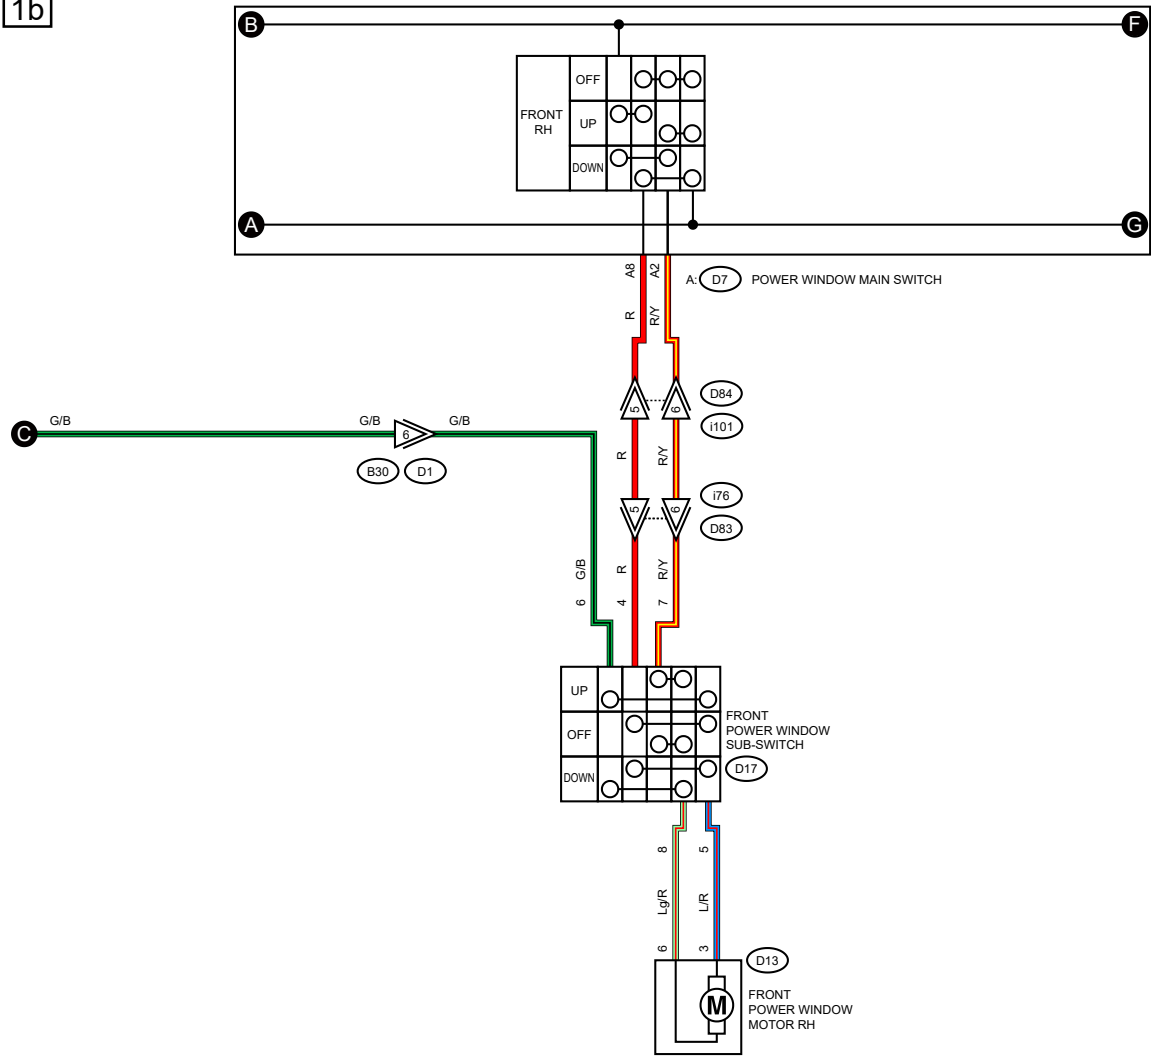 1b
B
F
OFF
FRONT
RH
UP
DOWN
A
G
A8
A2
A:
D7
POWER WINDOW MAIN SWITCH
R
R/Y
5
6
D84
i101
C
G/B
G/B
6
G/B
B30
D1
R
R/Y
5
6
i76
D83
G/B
R
R/Y
6
4
7
UP
OFF
DOWN
FRONT
POWER WINDOW
SUB-SWITCH
D17
8
5
Lg/R
L/R
6
3
D13
M
FRONT
POWER WINDOW
MOTOR RH